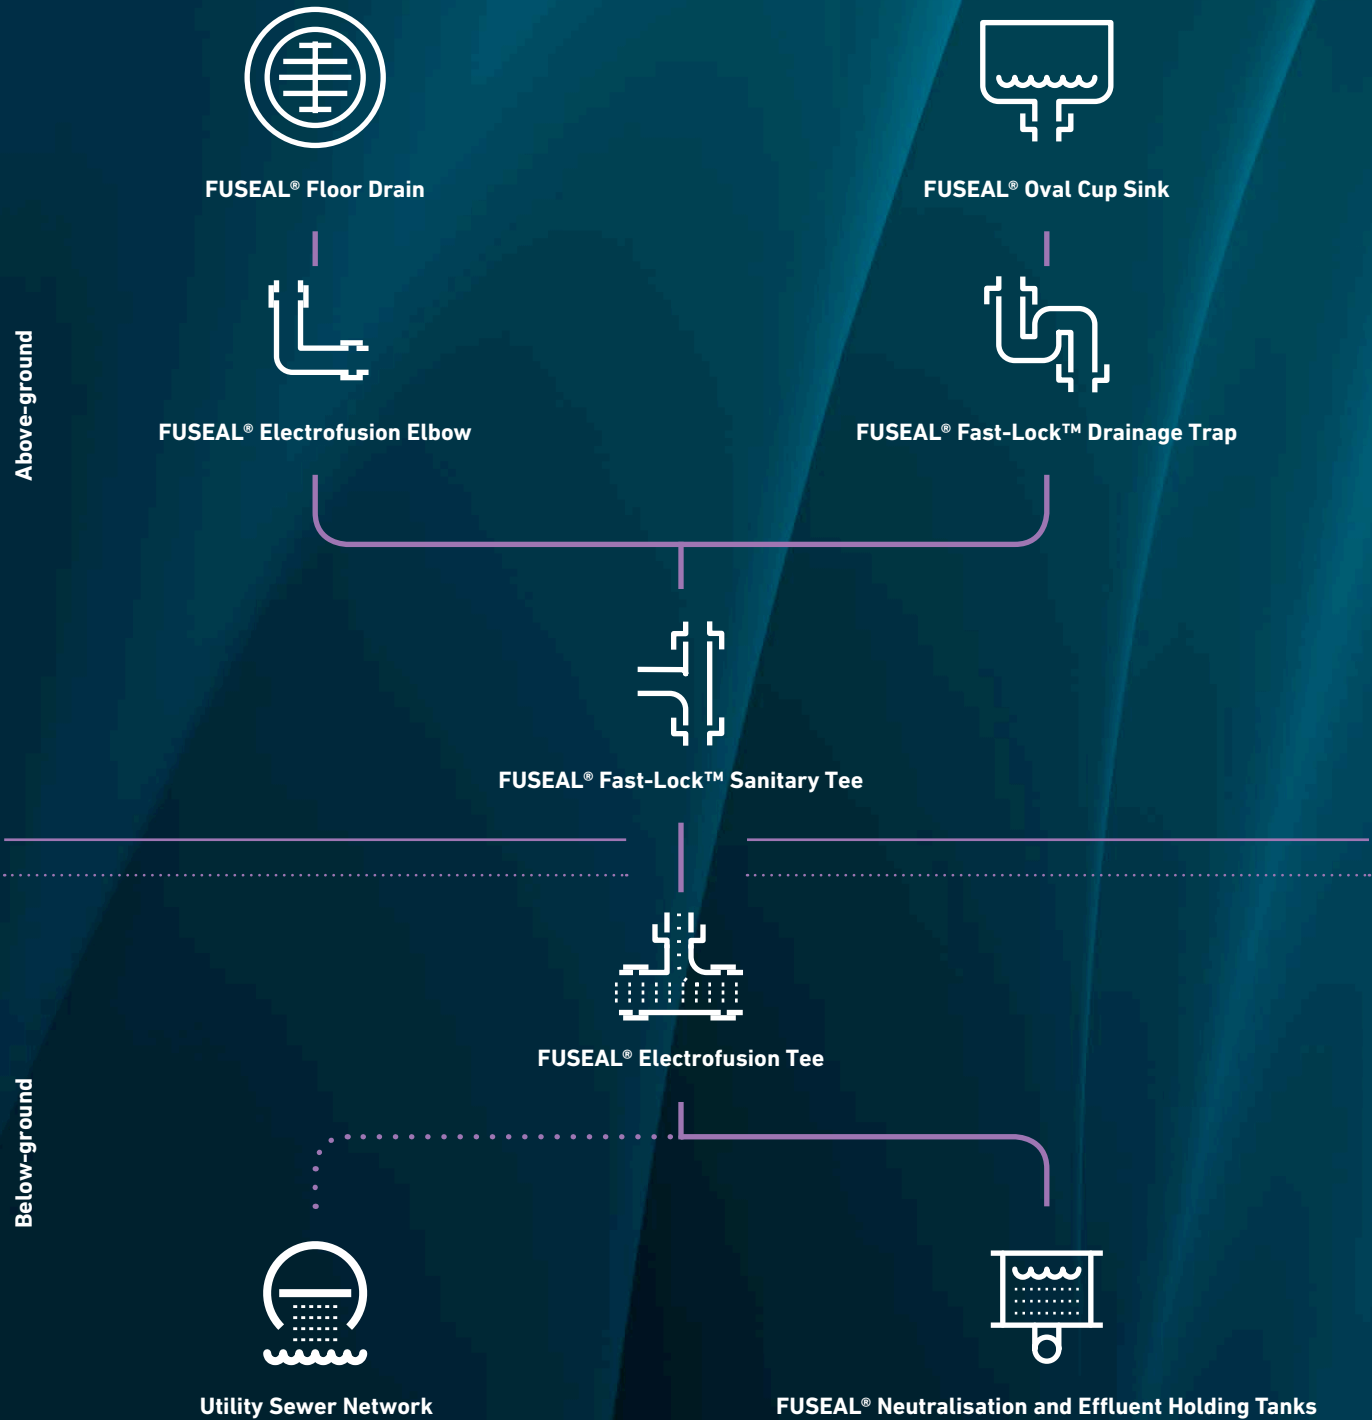 FUSEAL® Floor Drain
FUSEAL® Oval Cup Sink
Above-ground
FUSEAL® Electrofusion Elbow
FUSEAL® Fast-Lock™ Drainage Trap
FUSEAL® Fast-Lock™ Sanitary Tee
FUSEAL® Electrofusion Tee
Below-ground
Utility Sewer Network
FUSEAL® Neutralisation and Effluent Holding Tanks